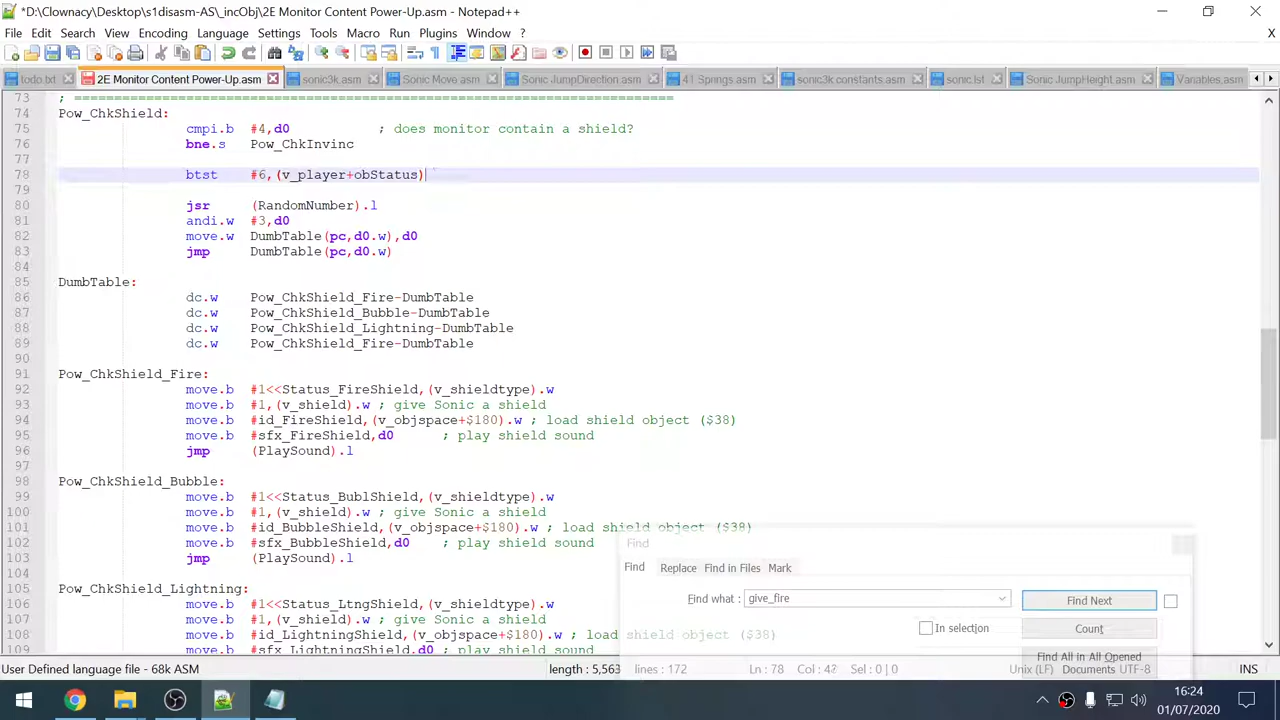 *D:\Clownacy\Desktop\s1disasm-AS\_incObj\2E Monitor Content Power-Up.asm - Notepad++
File Edit Search View Encoding Language Settings Tools Macro Run Plugins Window ? X
todo.txt 2E Monitor Content Power-Up.asm sonic3k.asm Sonic Move.asm Sonic JumpDirection.asm 41 Springs.asm sonic3k constants.asm sonic.lst Sonic JumpHeight.asm Variables.asm
73 ; ===========================================================================
74 Pow_ChkShield:
75 cmpi.b #4,d0 ; does monitor contain a shield?
76 bne.s Pow_ChkInvinc
77
78 btst #6,(v_player+obStatus)
79
80 jsr (RandomNumber).l
81 andi.w #3,d0
82 move.w DumbTable(pc,d0.w),d0
83 jmp DumbTable(pc,d0.w)
84
85 DumbTable:
86 dc.w Pow_ChkShield_Fire-DumbTable
87 dc.w Pow_ChkShield_Bubble-DumbTable
88 dc.w Pow_ChkShield_Lightning-DumbTable
89 dc.w Pow_ChkShield_Fire-DumbTable
90
91 Pow_ChkShield_Fire:
92 move.b #1<<Status_FireShield,(v_shieldtype).w
93 move.b #1,(v_shield).w ; give Sonic a shield
94 move.b #id_FireShield,(v_objspace+$180).w ; load shield object ($38)
95 move.b #sfx_FireShield,d0 ; play shield sound
96 jmp (PlaySound).l
97
98 Pow_ChkShield_Bubble:
99 move.b #1<<Status_BublShield,(v_shieldtype).w
100 move.b #1,(v_shield).w ; give Sonic a shield
101 move.b #id_BubbleShield,(v_objspace+$180).w ; load shield object ($38)
102 move.b #sfx_BubbleShield,d0 ; play shield sound
103 jmp (PlaySound).l
104
105 Pow_ChkShield_Lightning:
106 move.b #1<<Status_LtngShield,(v_shieldtype).w
107 move.b #1,(v_shield).w ; give Sonic a shield
108 move.b #id_LightningShield,(v_objspace+$180).w ; load shield object ($38)
109 move.b #sfx_LightningShield,d0 ; play shield sound
Find
Find Replace Find in Files Mark
Find what : give_fire Find Next
In selection Count
Find All in All Opened
Documents
User Defined language file - 68k ASM length : 5,563 lines : 172 Ln : 78 Col : 42 Sel : 0 | 0 Unix (LF) UTF-8 INS
16:24
01/07/2020